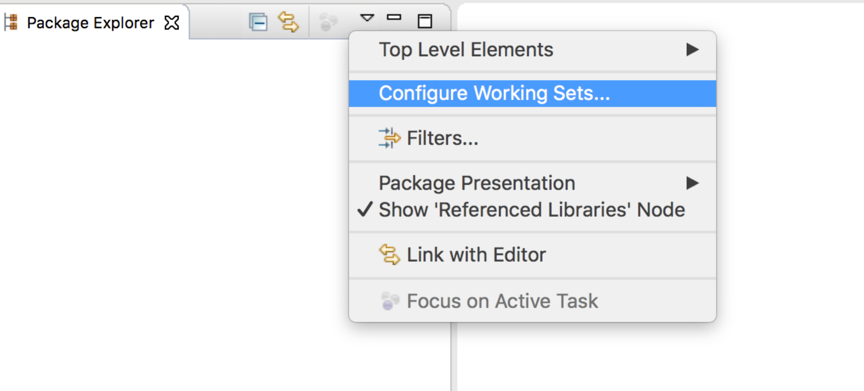 Package Explorer
Top Level Elements
Configure Working Sets...
Filters...
Package Presentation
Show 'Referenced Libraries' Node
Link with Editor
Focus on Active Task